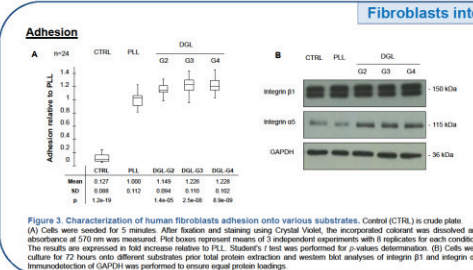 Fibroblasts inte
Adhesion
A n=24 CTRL PLL DGL
G2 G3 G4
Adhesion relative to PLL
1.4
1.2
1
0.8
0.6
0.4
0.2
0
CTRL PLL DGL-G2 DGL-G3 DGL-G4
Mean 0.127 1.000 1.149 1.226 1.228
SD 0.088 0.112 0.094 0.110 0.102
p 1.2e-19 1.4e-05 2.5e-08 8.9e-09
B CTRL PLL DGL
G2 G3 G4
Integrin β1 - 150 kDa
Integrin α5 - 115 kDa
GAPDH - 36 kDa
Figure 3. Characterization of human fibroblasts adhesion onto various substrates. Control (CTRL) is crude plate.
(A) Cells were seeded for 5 minutes. After fixation and staining using Crystal Violet, the incorporated colorant was dissolved an
absorbance at 570 nm was measured. Plot boxes represent means of 3 independent experiments with 8 replicates for each conditio
The results are expressed in fold increase relative to PLL. Student's t test was performed for p-values determination. (B) Cells we
culture for 72 hours onto different substrates prior total protein extraction and western blot analyses of integrin β1 and integrin
Immunodetection of GAPDH was performed to ensure equal protein loadings.